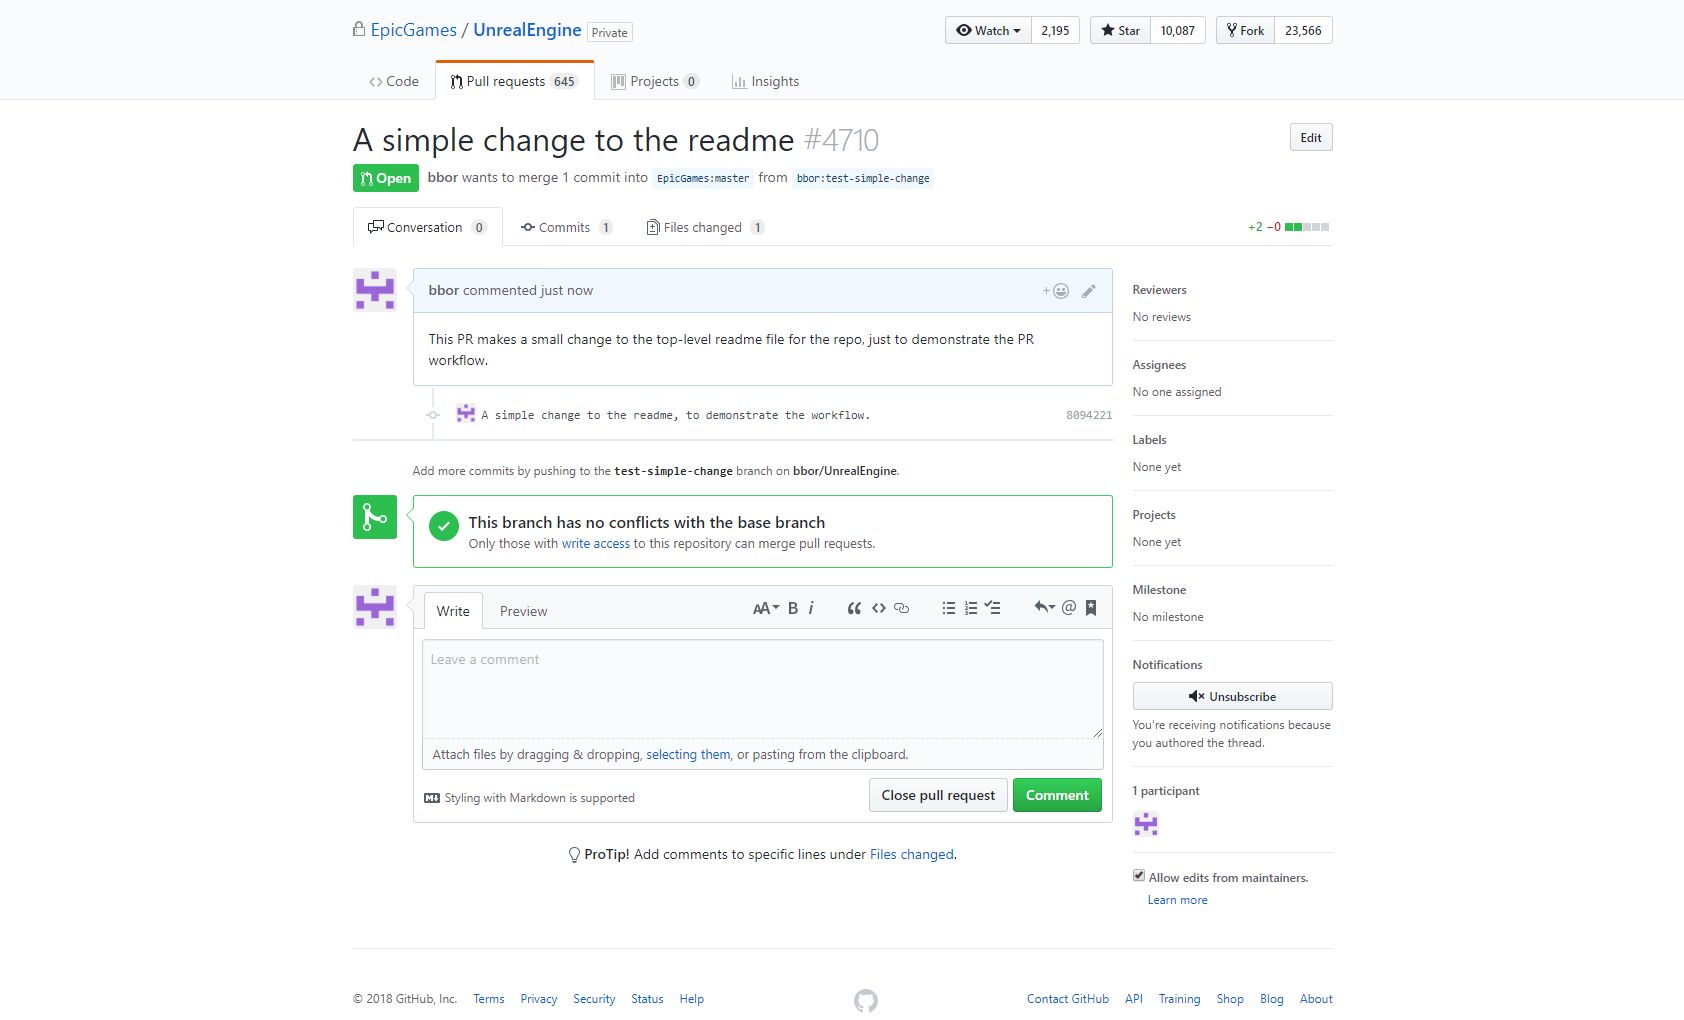 EpicGames / UnrealEngine Private
Watch 2,195 Star 10,087 Fork 23,566
Code Pull requests 645 Projects 0 Insights
A simple change to the readme #4710
Edit
Open bbor wants to merge 1 commit into EpicGames:master from bbor:test-simple-change
Conversation 0 Commits 1 Files changed 1
+2 −0
bbor commented just now
This PR makes a small change to the top-level readme file for the repo, just to demonstrate the PR
workflow.
A simple change to the readme, to demonstrate the workflow. 8094221
Add more commits by pushing to the test-simple-change branch on bbor/UnrealEngine.
This branch has no conflicts with the base branch
Only those with write access to this repository can merge pull requests.
Write Preview
AA B i
Leave a comment
Attach files by dragging & dropping, selecting them, or pasting from the clipboard.
Styling with Markdown is supported
Close pull request Comment
ProTip! Add comments to specific lines under Files changed.
Reviewers
No reviews
Assignees
No one assigned
Labels
None yet
Projects
None yet
Milestone
No milestone
Notifications
Unsubscribe
You're receiving notifications because
you authored the thread.
1 participant
Allow edits from maintainers.
Learn more
© 2018 GitHub, Inc. Terms Privacy Security Status Help
Contact GitHub API Training Shop Blog About